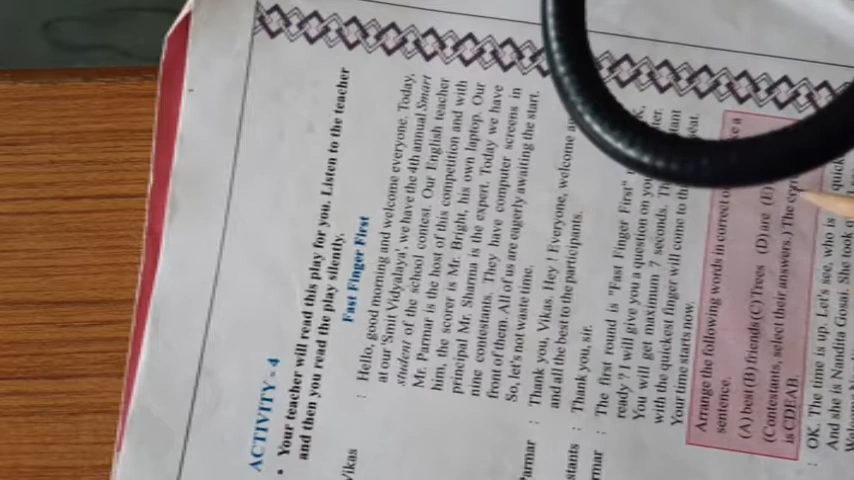 ACTIVITY - 4
• Your teacher will read this play for you. Listen to the teacher
and then you read the play silently.
Fast Finger First
Vikas : Hello, good morning and welcome everyone. Today,
at our 'Smit Vidyalaya', we have the 4th annual Smart
student of the school contest. Our English teacher
Mr. Parmar is the host of this competition and with
him, the scorer is Mr. Bright, his own laptop. Our
principal Mr. Sharma is the expert. Today we have
nine contestants. They have computer screens in
front of them. All of us are eagerly awaiting the start.
So, let's not waste time.
Parmar : Thank you, Vikas. Hey ! Everyone, welcome
and all the best to the participants.
: Thank you, sir.
: The first round is "Fast Finger First"
ready ? I will give you a question on
You will get maximum 7 seconds.
with the quickest finger will come to seat.
Your time starts now.
Arrange the following words in correct
sentence.
(A) best (B) friends (C) Trees (D) are (E)
(Contestants, select their answers.) The
is CDEAB.
: OK. The time is up. Let's see, who is
And she is Nandita Gosai. She took